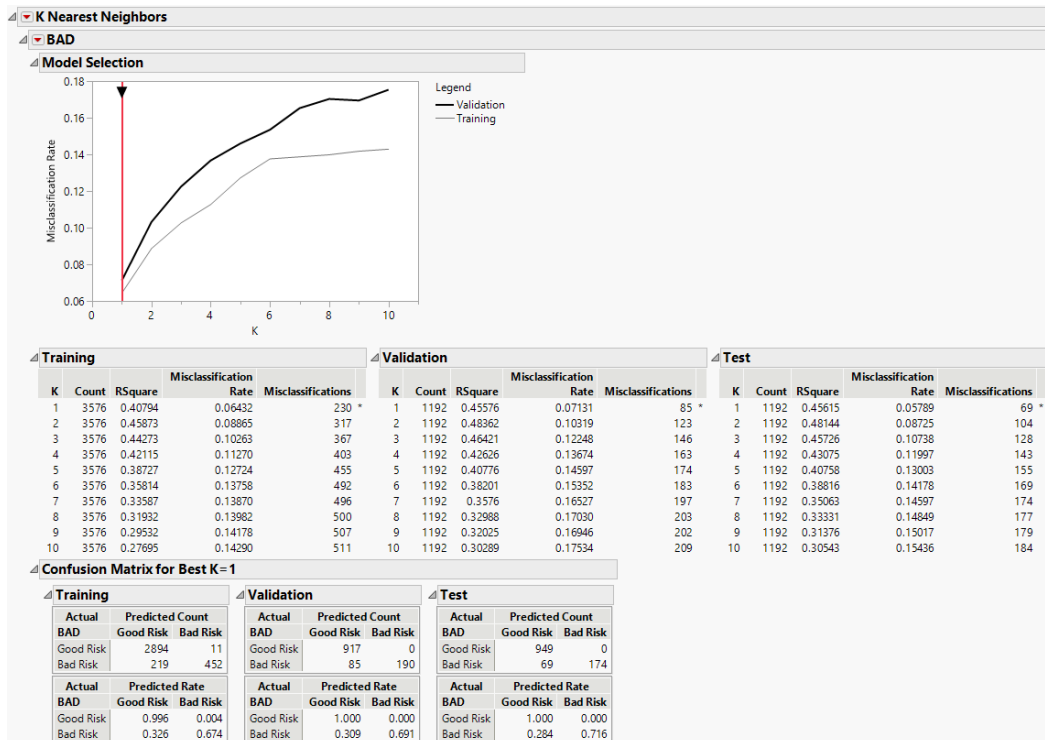 K Nearest Neighbors
BAD
Model Selection
0.18
0.16
0.14
0.12
0.10
0.08
0.06
Misclassification Rate
0 2 4 6 8 10
K
Legend
Validation
Training
Training
Misclassification
K Count RSquare Rate Misclassifications
1 3576 0.40794 0.06432 230 *
2 3576 0.45873 0.08865 317
3 3576 0.44273 0.10263 367
4 3576 0.42115 0.11270 403
5 3576 0.38727 0.12724 455
6 3576 0.35814 0.13758 492
7 3576 0.33587 0.13870 496
8 3576 0.31932 0.13982 500
9 3576 0.29532 0.14178 507
10 3576 0.27695 0.14290 511
Validation
Misclassification
K Count RSquare Rate Misclassifications
1 1192 0.45576 0.07131 85 *
2 1192 0.48362 0.10319 123
3 1192 0.46421 0.12248 146
4 1192 0.42626 0.13674 163
5 1192 0.40776 0.14597 174
6 1192 0.38201 0.15352 183
7 1192 0.3576 0.16527 197
8 1192 0.32988 0.17030 203
9 1192 0.32025 0.16946 202
10 1192 0.30289 0.17534 209
Test
Misclassification
K Count RSquare Rate Misclassifications
1 1192 0.45615 0.05789 69 *
2 1192 0.48144 0.08725 104
3 1192 0.45726 0.10738 128
4 1192 0.43075 0.11997 143
5 1192 0.40758 0.13003 155
6 1192 0.38816 0.14178 169
7 1192 0.35063 0.14597 174
8 1192 0.33331 0.14849 177
9 1192 0.31376 0.15017 179
10 1192 0.30543 0.15436 184
Confusion Matrix for Best K=1
Training
Actual Predicted Count
BAD Good Risk Bad Risk
Good Risk 2894 11
Bad Risk 219 452
Actual Predicted Rate
BAD Good Risk Bad Risk
Good Risk 0.996 0.004
Bad Risk 0.326 0.674
Validation
Actual Predicted Count
BAD Good Risk Bad Risk
Good Risk 917 0
Bad Risk 85 190
Actual Predicted Rate
BAD Good Risk Bad Risk
Good Risk 1.000 0.000
Bad Risk 0.309 0.691
Test
Actual Predicted Count
BAD Good Risk Bad Risk
Good Risk 949 0
Bad Risk 69 174
Actual Predicted Rate
BAD Good Risk Bad Risk
Good Risk 1.000 0.000
Bad Risk 0.284 0.716